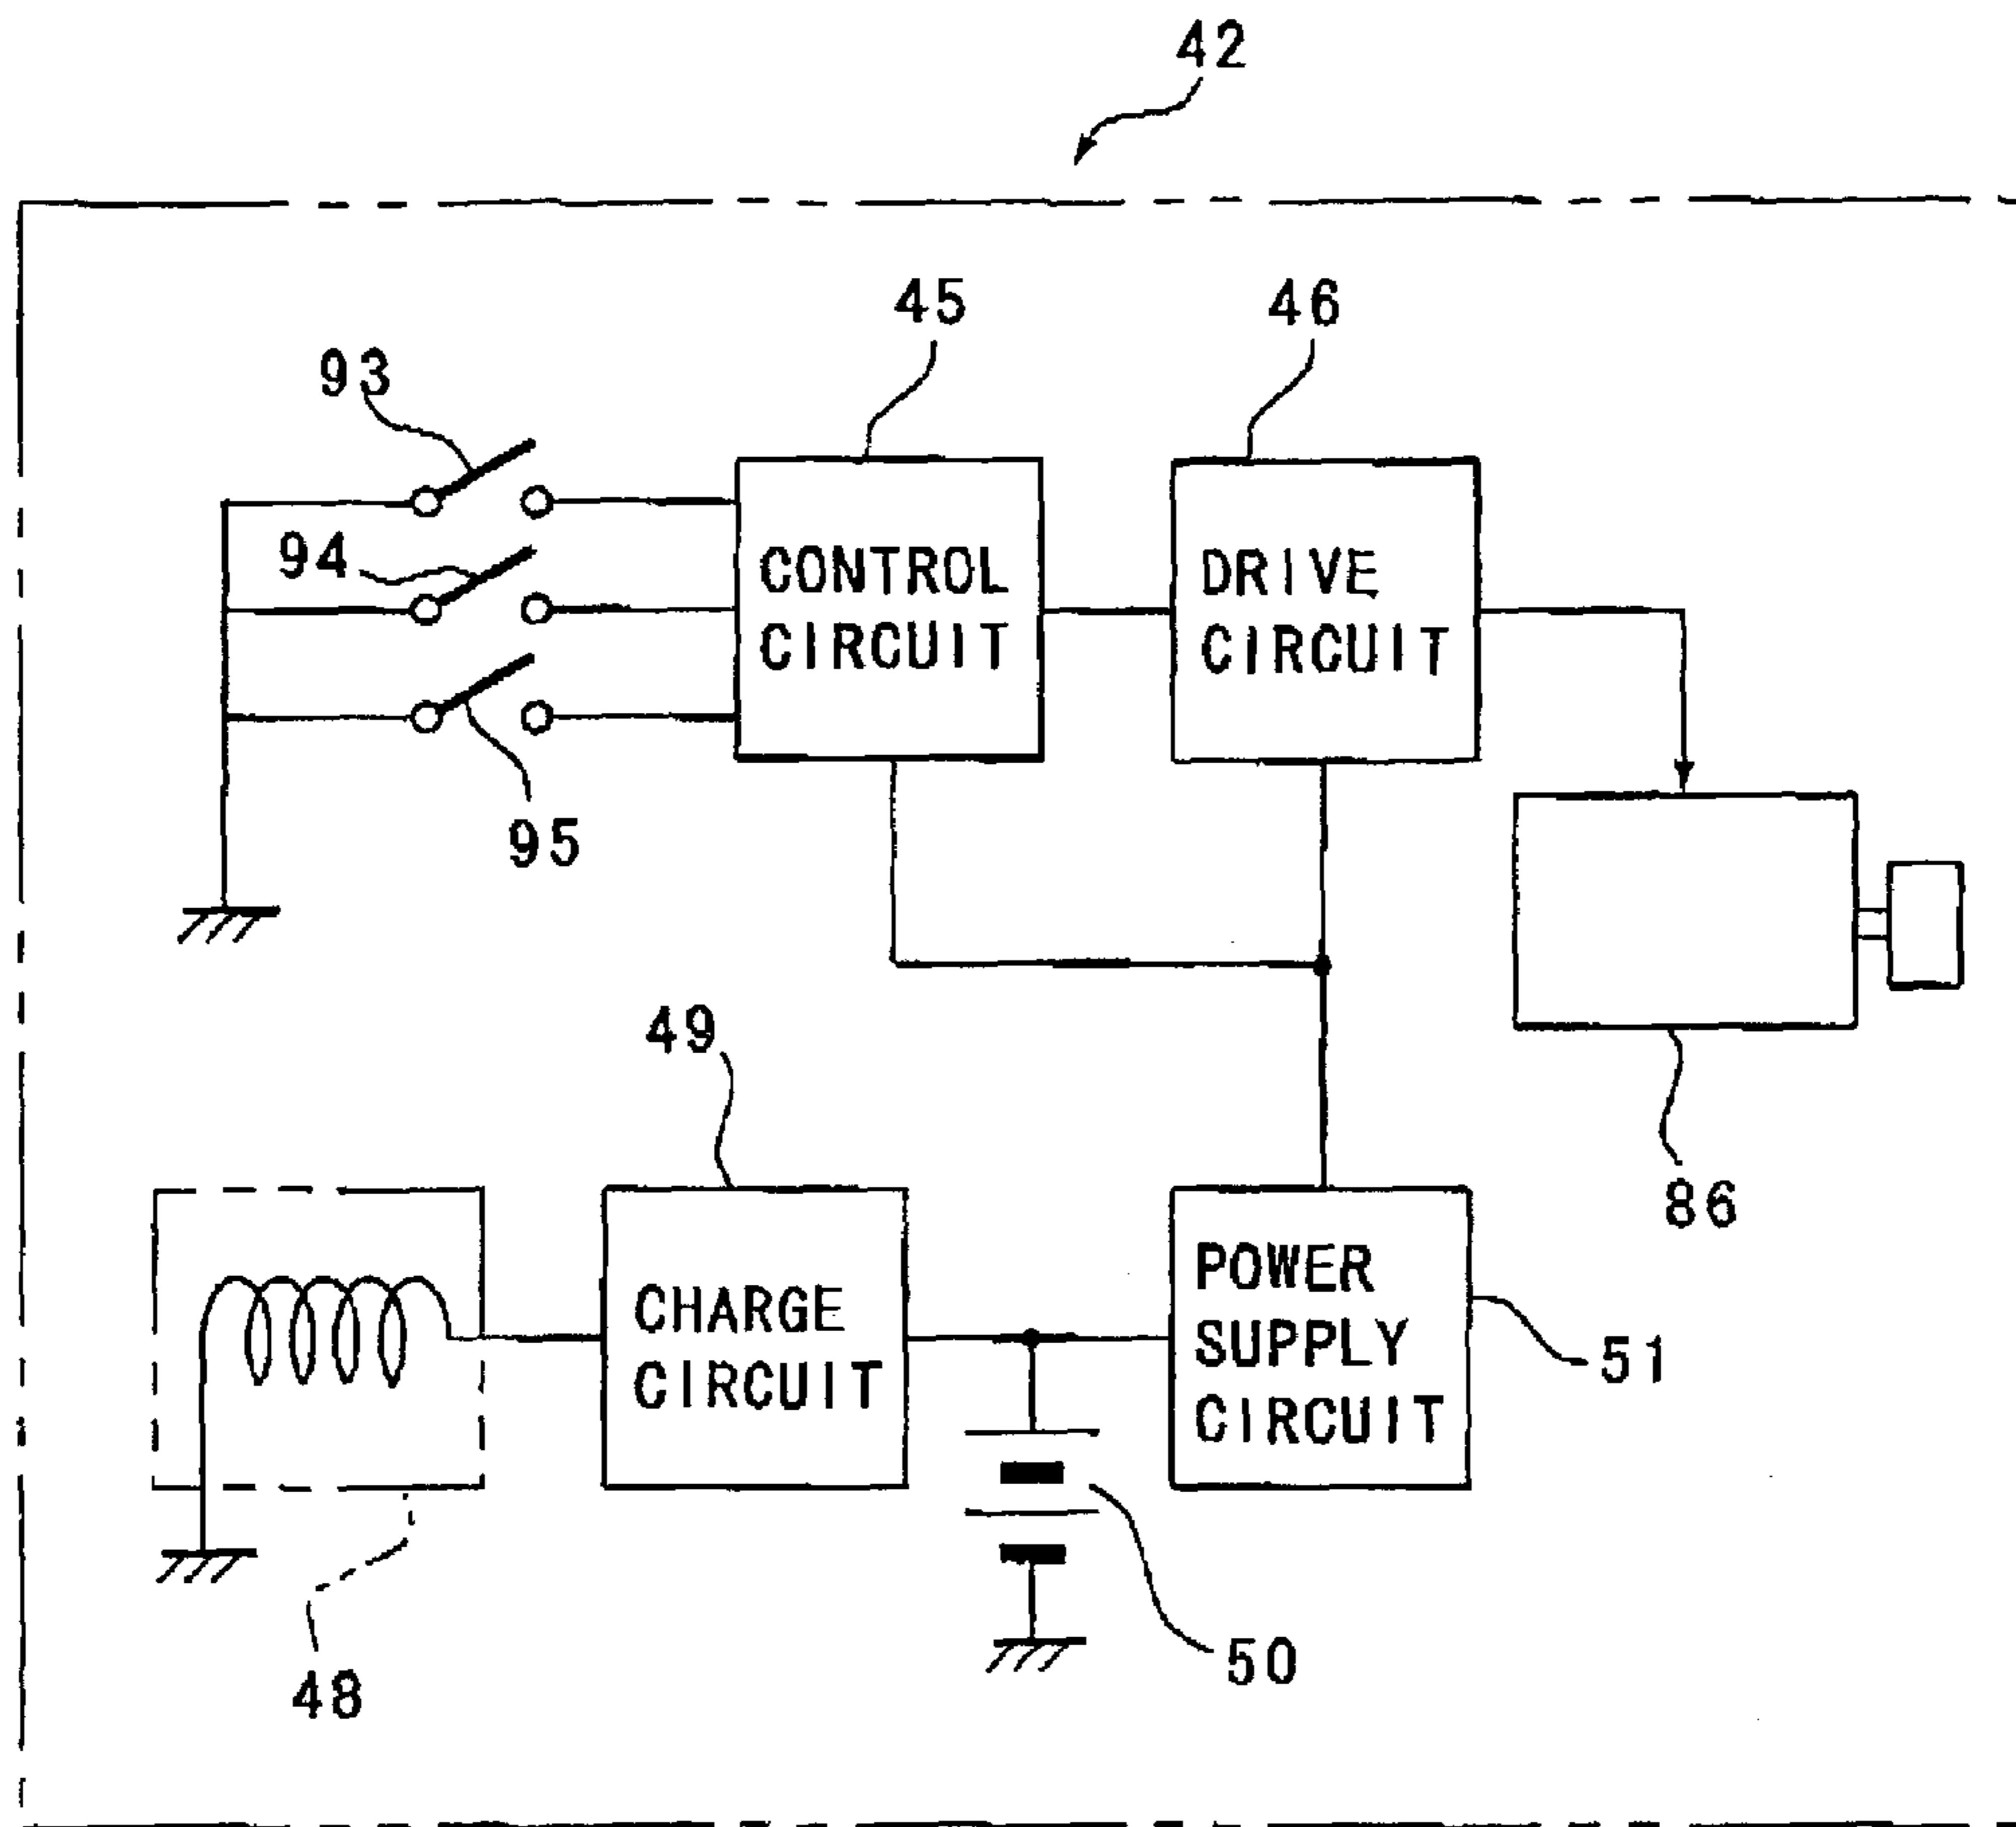 42
45
46
93
94
CONTROL
CIRCUIT
DRIVE
CIRCUIT
95
49
86
CHARGE
CIRCUIT
POWER
SUPPLY
CIRCUIT
51
50
48